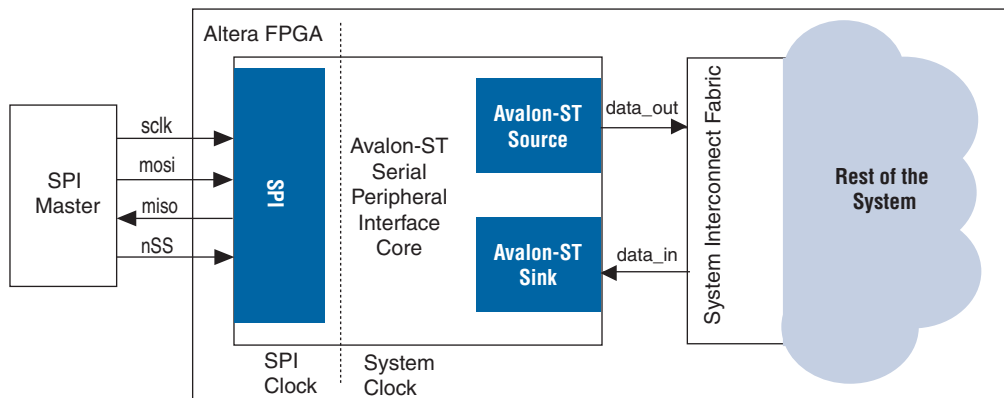 Altera FPGA
sclk
mosi
miso
nSS
SPI
Master
SPI
Avalon-ST
Serial
Peripheral
Interface
Core
Avalon-ST
Source
Avalon-ST
Sink
data_out
data_in
System Interconnect Fabric
Rest of the
System
SPI
Clock
System
Clock